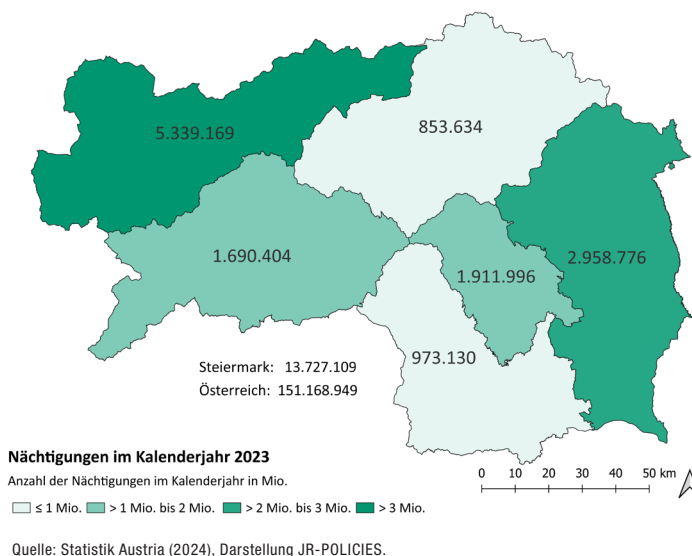 5.339.169
853.634
1.690.404
1.911.996
2.958.776
973.130
Steiermark: 13.727.109
Österreich: 151.168.949
Nächtigungen im Kalenderjahr 2023
Anzahl der Nächtigungen im Kalenderjahr in Mio.
≤ 1 Mio. > 1 Mio. bis 2 Mio. > 2 Mio. bis 3 Mio. > 3 Mio.
0 10 20 30 40 50 km
Quelle: Statistik Austria (2024), Darstellung JR-POLICIES.